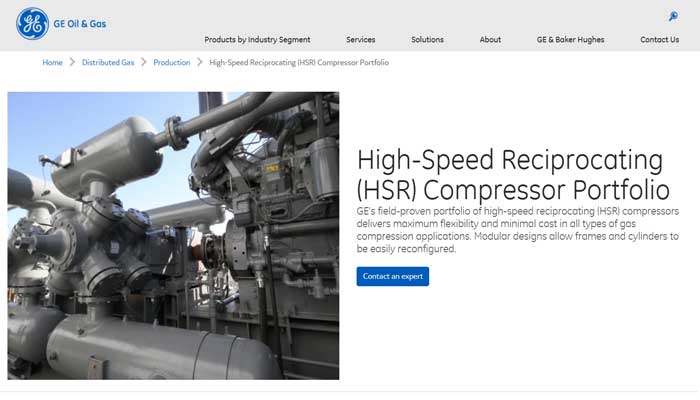 GE Oil & Gas
Products by Industry Segment
Services
Solutions
About
GE & Baker Hughes
Contact Us
Home
Distributed Gas
Production
High-Speed Reciprocating (HSR) Compressor Portfolio
High-Speed Reciprocating
(HSR) Compressor Portfolio
GE's field-proven portfolio of high-speed reciprocating (HSR) compressors
delivers maximum flexibility and minimal cost in all types of gas
compression applications. Modular designs allow frames and cylinders to
be easily reconfigured.
Contact an expert